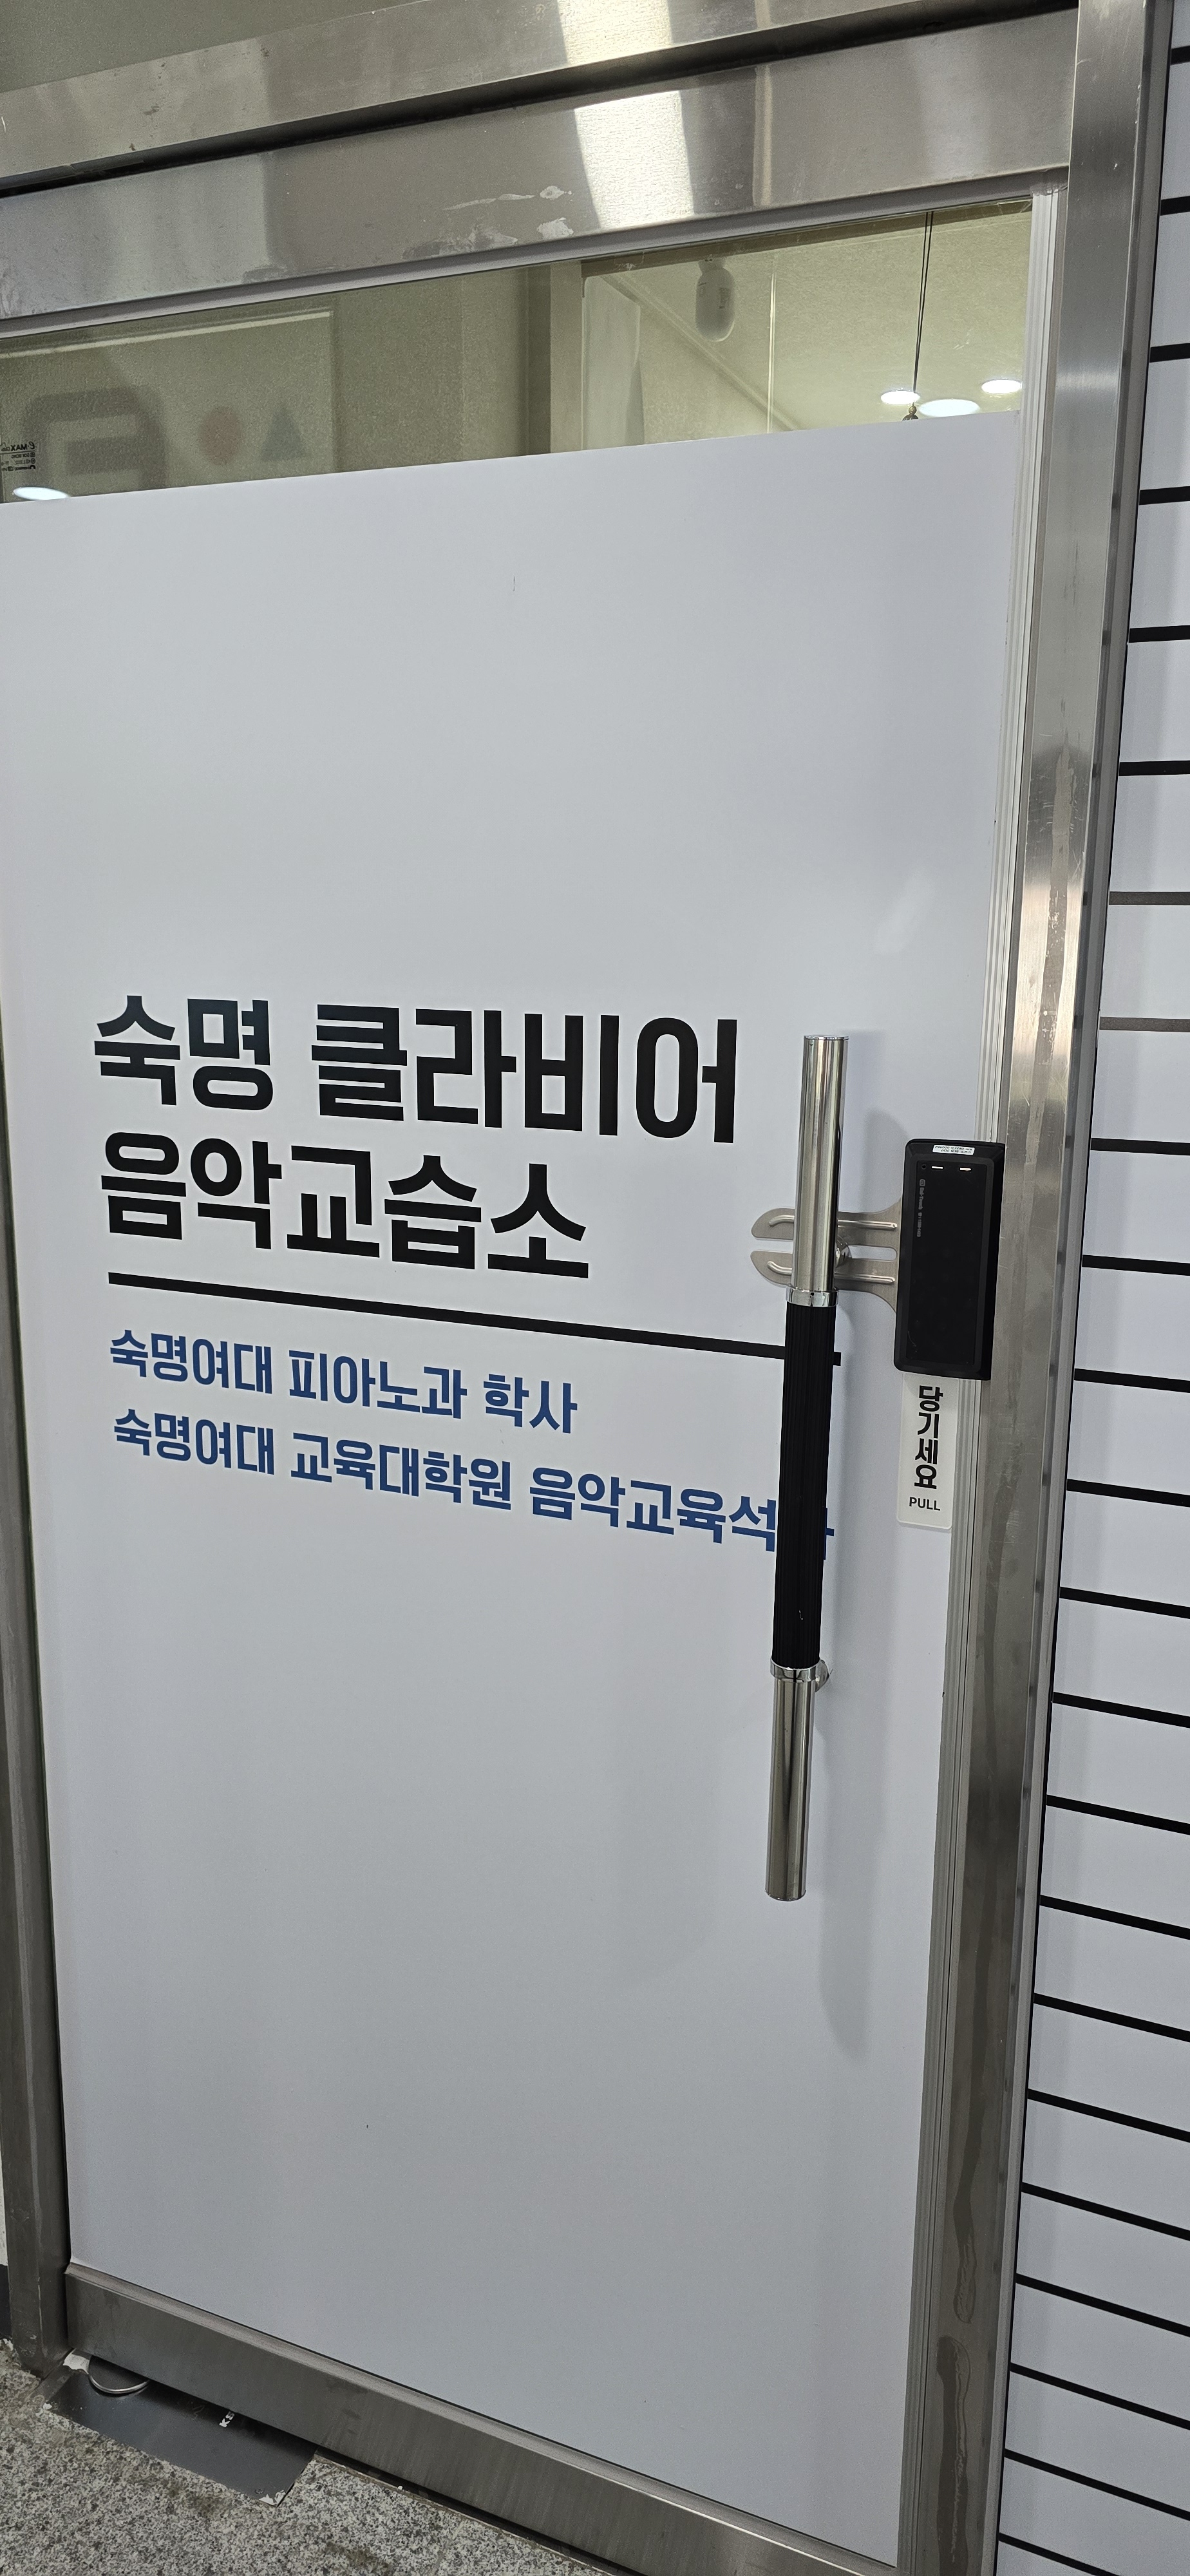 숙명 클라비어
음악교습소
숙명여대 피아노과 학사
숙명여대 교육대학원 음악교육석사
당기세요
PULL